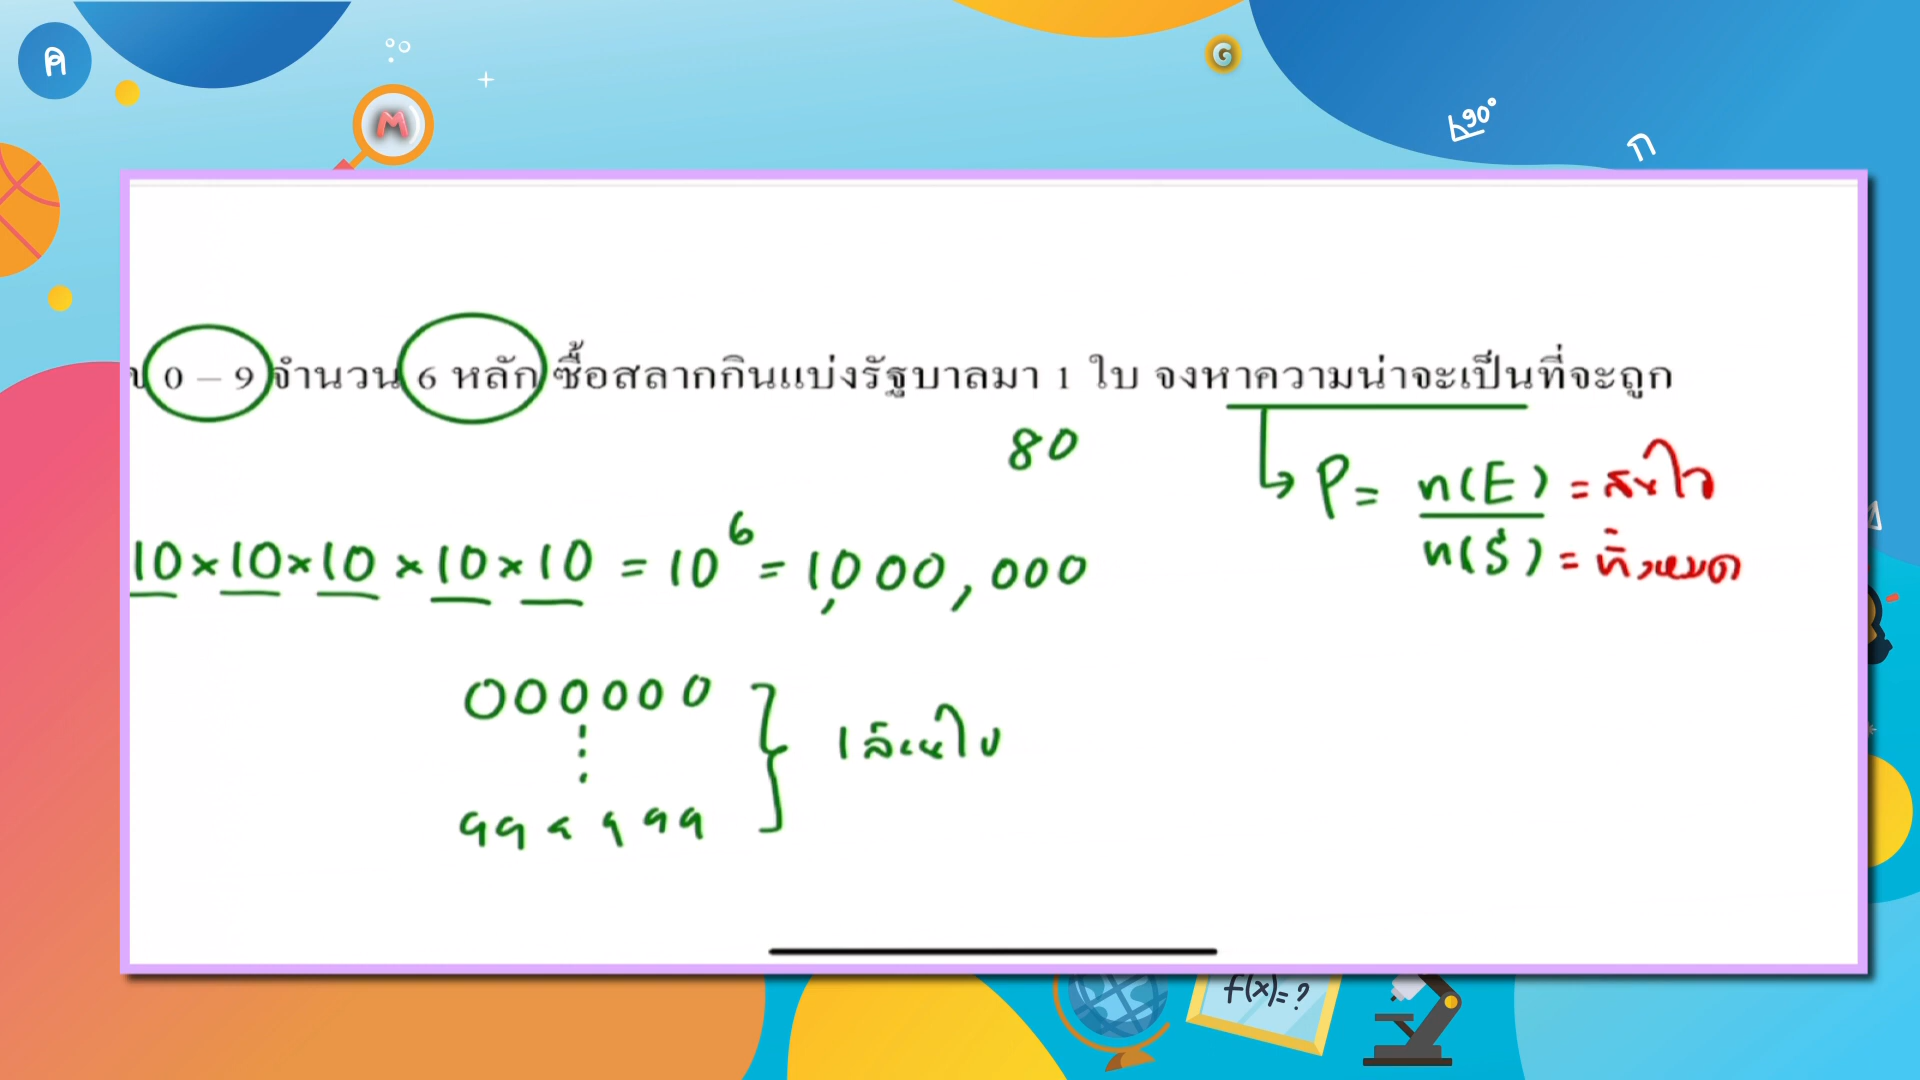 ค
M
G
90°
ก
0 – 9 จำนวน 6 หลัก ซื้อสลากกินแบ่งรัฐบาลมา 1 ใบ จงหาความน่าจะเป็นที่จะถูก
80
P = n(E) = สนใจ
n(S) = ทั้งหมด
10 × 10 × 10 × 10 × 10 = 10⁶ = 1,000,000
000000
⋮
999999
1 ล้านใบ
f(x)= ?